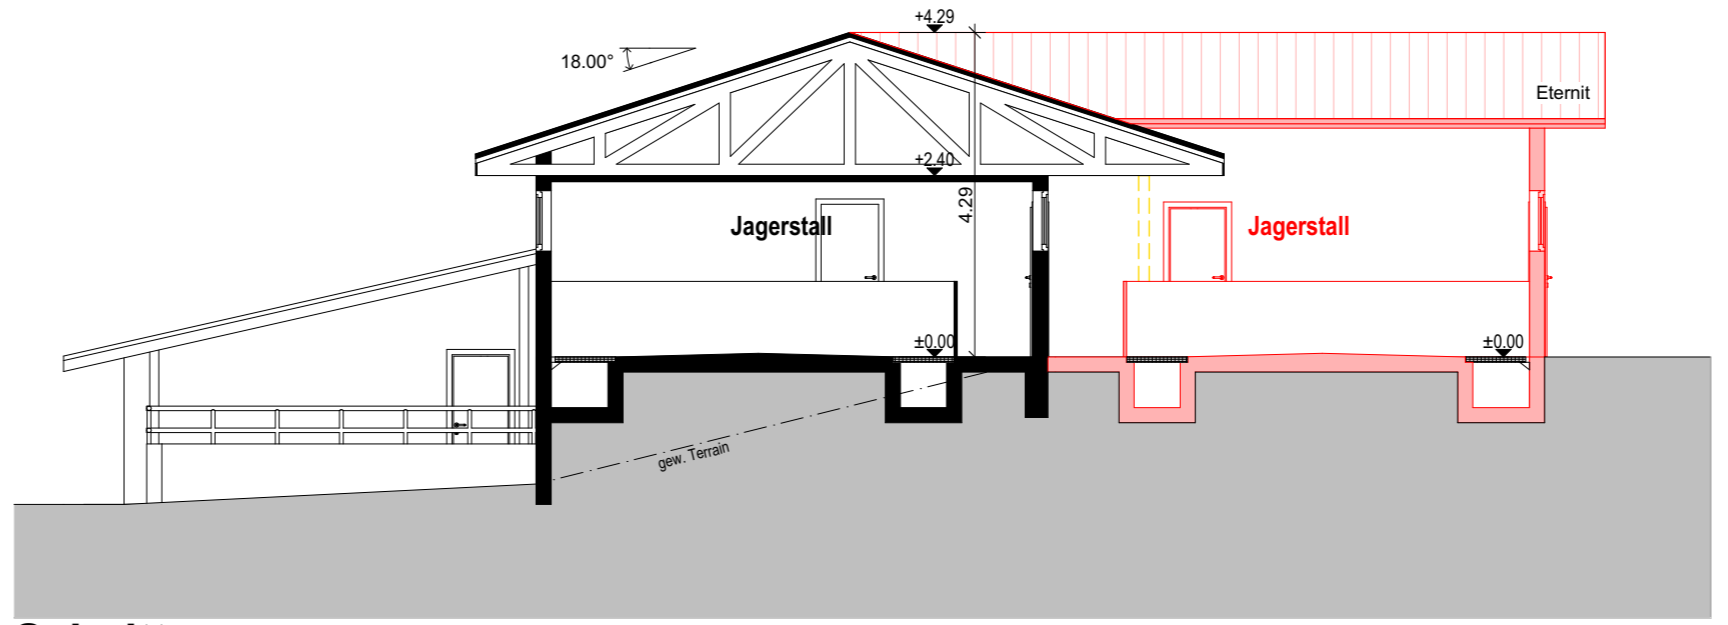 +4.29
18.00°
Eternit
+2.40
4.29
Jagerstall
Jagerstall
±0.00
±0.00
gew. Terrain